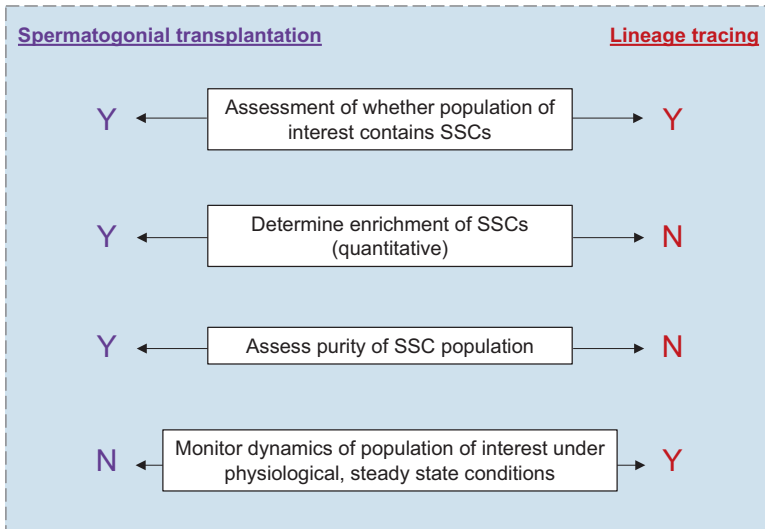 Spermatogonial transplantation
Lineage tracing
Y
Assessment of whether population of
interest contains SSCs
Y
Y
Determine enrichment of SSCs
(quantitative)
N
Y
Assess purity of SSC population
N
N
Monitor dynamics of population of interest under
physiological, steady state conditions
Y